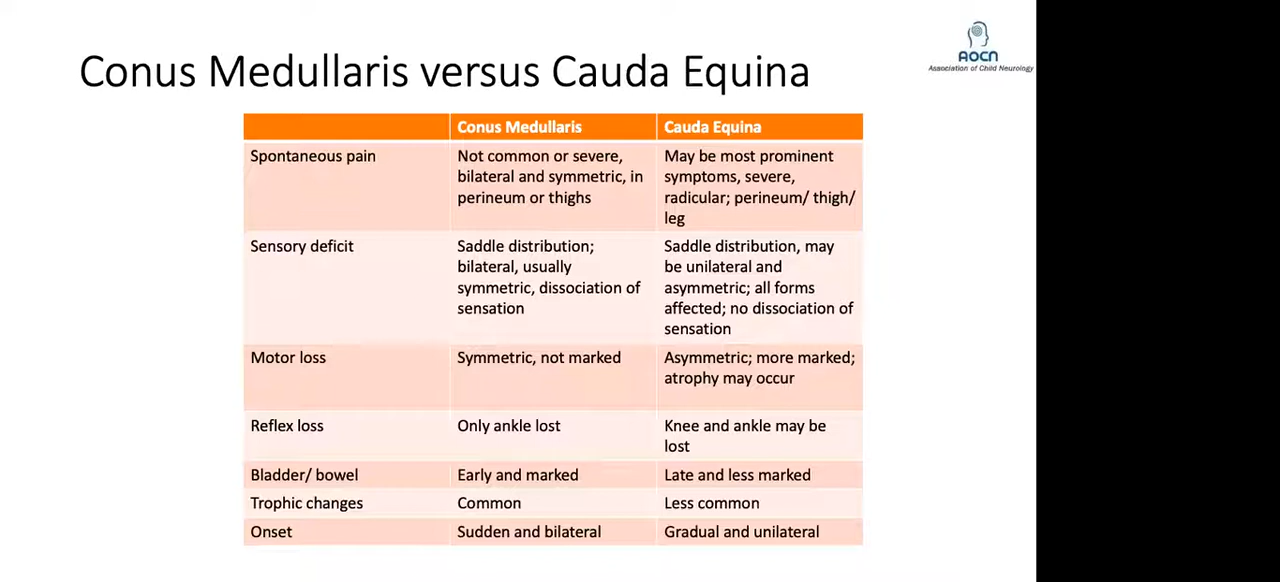 AOCN
Association of Child Neurology
Conus Medullaris versus Cauda Equina
Conus Medullaris
Cauda Equina
Spontaneous pain
Not common or severe,
bilateral and symmetric, in
perineum or thighs
May be most prominent
symptoms, severe,
radicular; perineum/ thigh/
leg
Sensory deficit
Saddle distribution;
bilateral, usually
symmetric, dissociation of
sensation
Saddle distribution, may
be unilateral and
asymmetric; all forms
affected; no dissociation of
sensation
Motor loss
Symmetric, not marked
Asymmetric; more marked;
atrophy may occur
Reflex loss
Only ankle lost
Knee and ankle may be
lost
Bladder/ bowel
Early and marked
Late and less marked
Trophic changes
Common
Less common
Onset
Sudden and bilateral
Gradual and unilateral